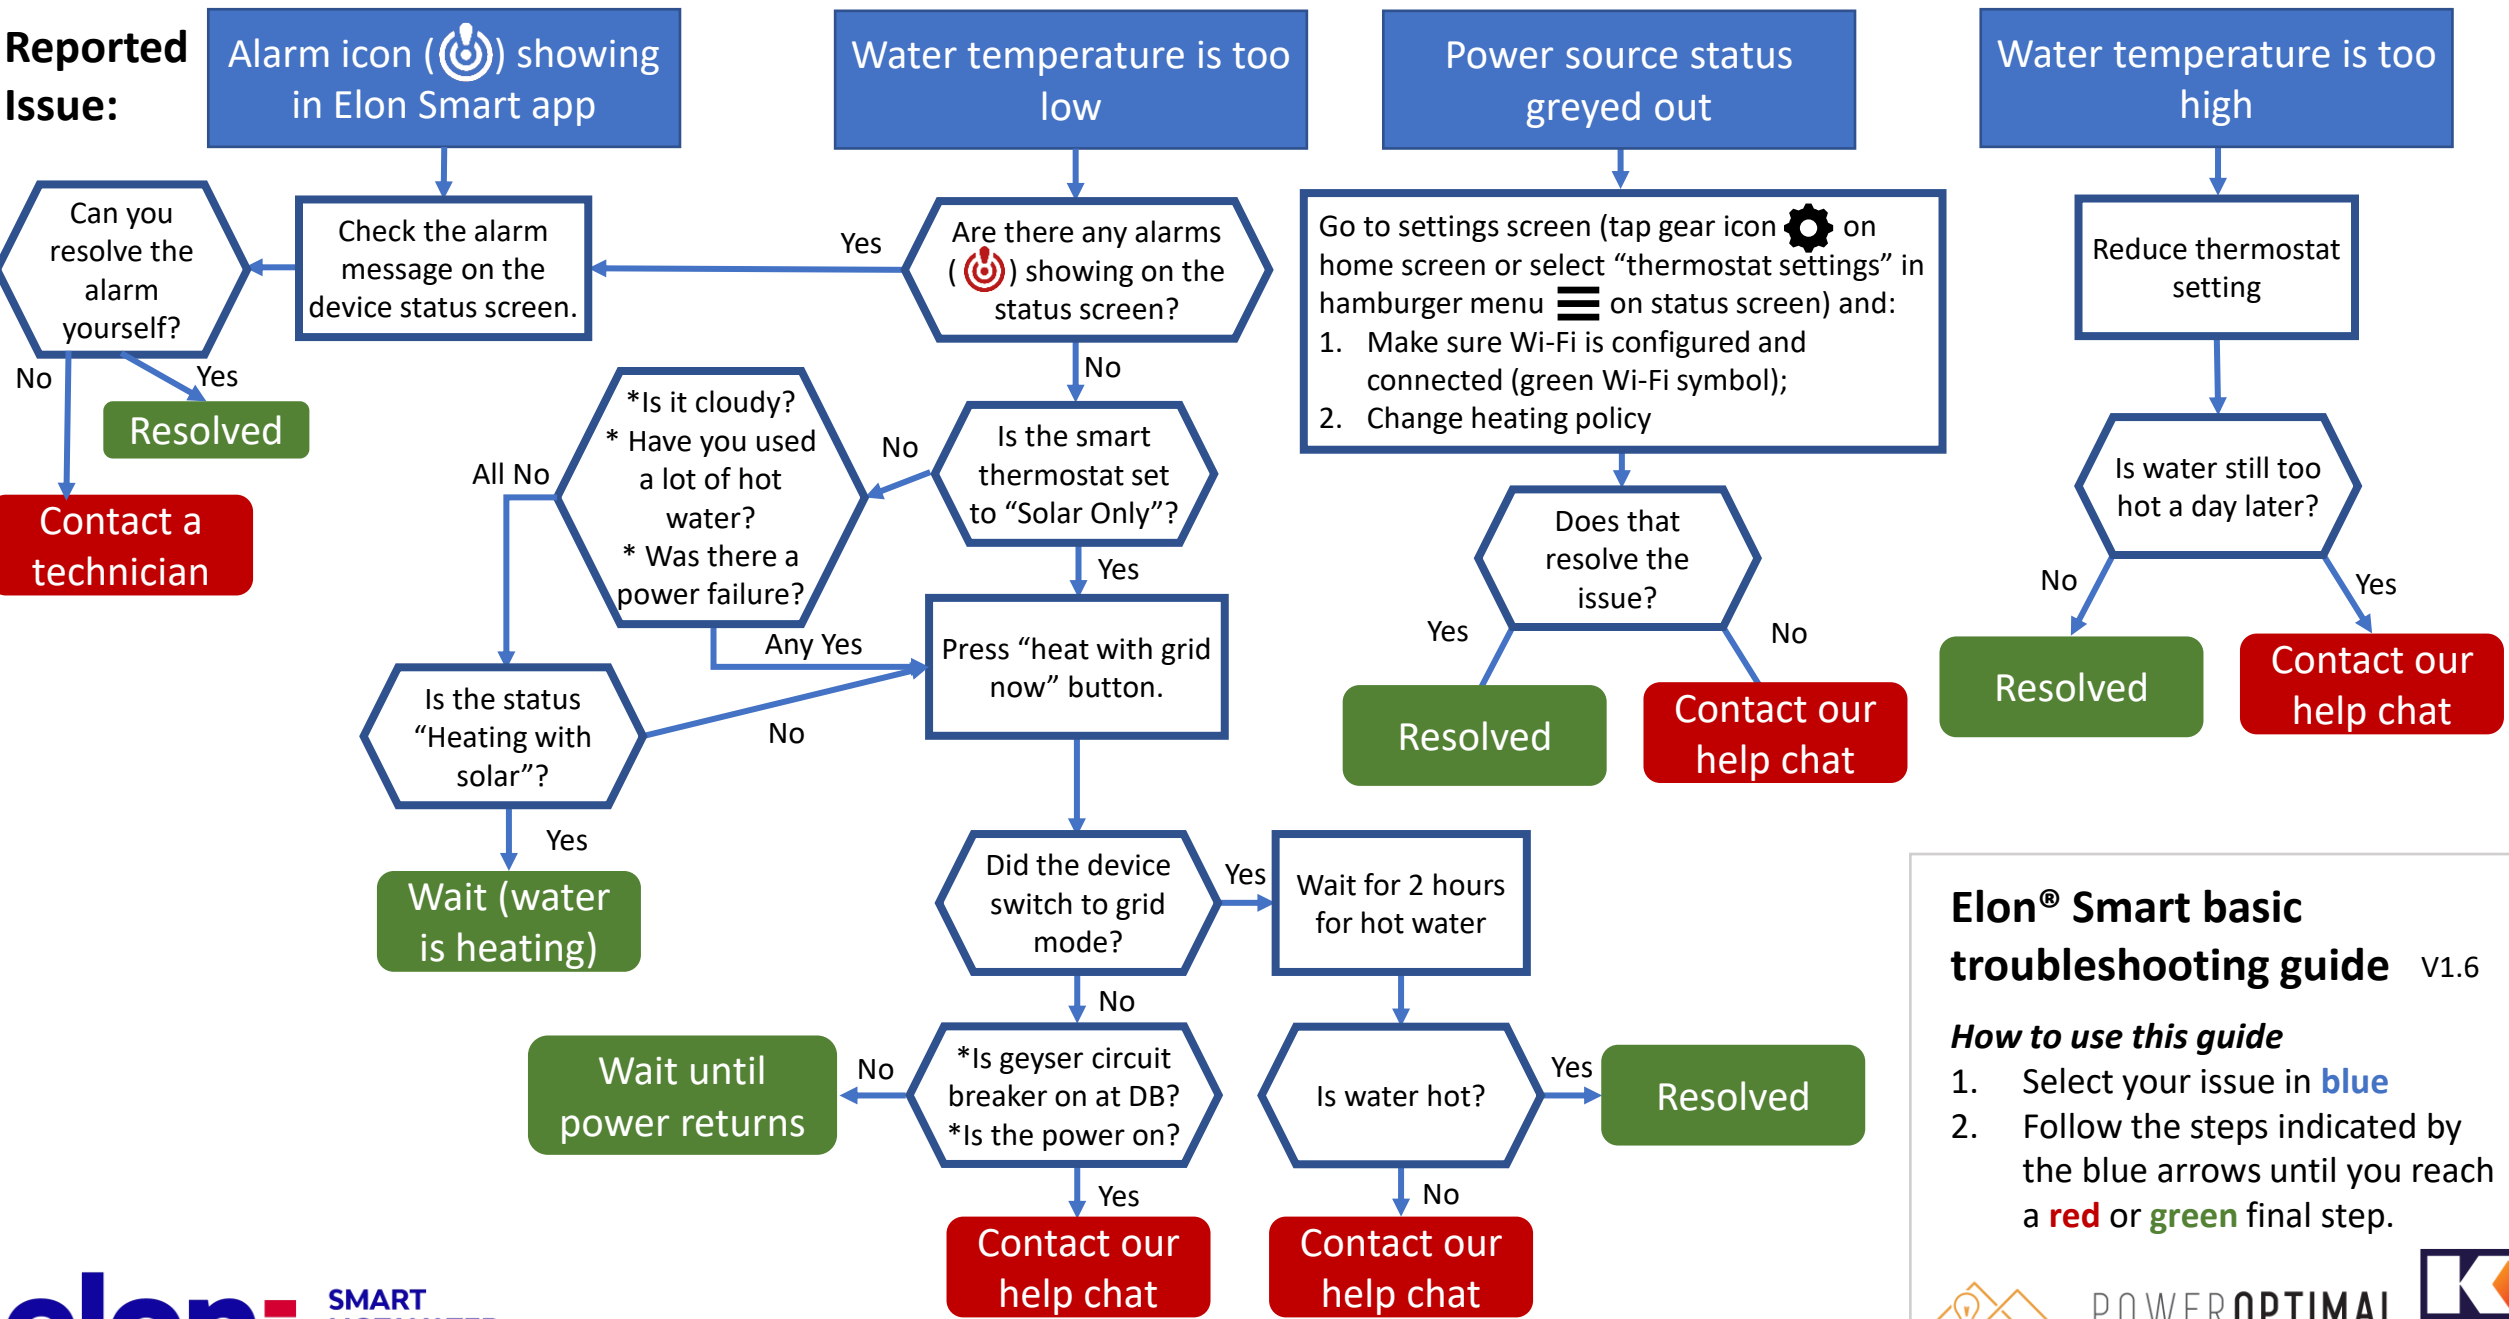 Reported
Issue:
Alarm icon ( ) showing
in Elon Smart app
Water temperature is too
low
Power source status
greyed out
Water temperature is too
high
Can you
resolve the
alarm
yourself?
Check the alarm
message on the
device status screen.
Yes
Are there any alarms
( ) showing on the
status screen?
Go to settings screen (tap gear icon on
home screen or select “thermostat settings” in
hamburger menu on status screen) and:
1. Make sure Wi-Fi is configured and
connected (green Wi-Fi symbol);
2. Change heating policy
Reduce thermostat
setting
No
Yes
Resolved
Contact a
technician
No
*Is it cloudy?
* Have you used
a lot of hot
water?
* Was there a
power failure?
No
Is the smart
thermostat set
to “Solar Only”?
All No
Any Yes
Yes
Press “heat with grid
now” button.
Is the status
“Heating with
solar”?
No
Yes
Wait (water
is heating)
Does that
resolve the
issue?
Yes
No
Resolved
Contact our
help chat
Is water still too
hot a day later?
No
Yes
Resolved
Contact our
help chat
Did the device
switch to grid
mode?
Yes
Wait for 2 hours
for hot water
No
Wait until
power returns
No
*Is geyser circuit
breaker on at DB?
*Is the power on?
Is water hot?
Yes
Resolved
Yes
No
Contact our
help chat
Contact our
help chat
Elon® Smart basic
troubleshooting guide V1.6
How to use this guide
1. Select your issue in blue
2. Follow the steps indicated by
the blue arrows until you reach
a red or green final step.
elon
SMART
HOT WATER
POWEROPTIMAL
K